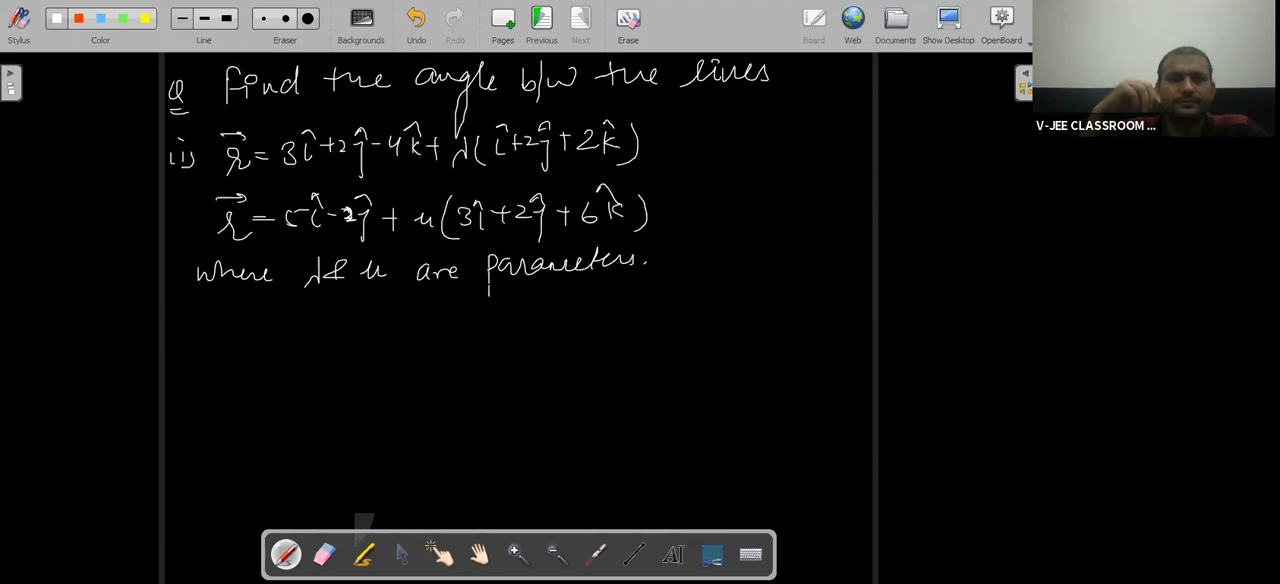 Stylus Color Line Eraser Backgrounds Undo Redo Pages Previous Next Erase Board Web Documents Show Desktop OpenBoard
V-JEE CLASSROOM ...
Q Find the angle b/w the lines
(i) r⃗ = 3î + 2ĵ - 4k̂ + λ(î + 2ĵ + 2k̂)
r⃗ = 5î - 2ĵ + μ(3î + 2ĵ + 6k̂)
where λ & μ are parameters.
AI